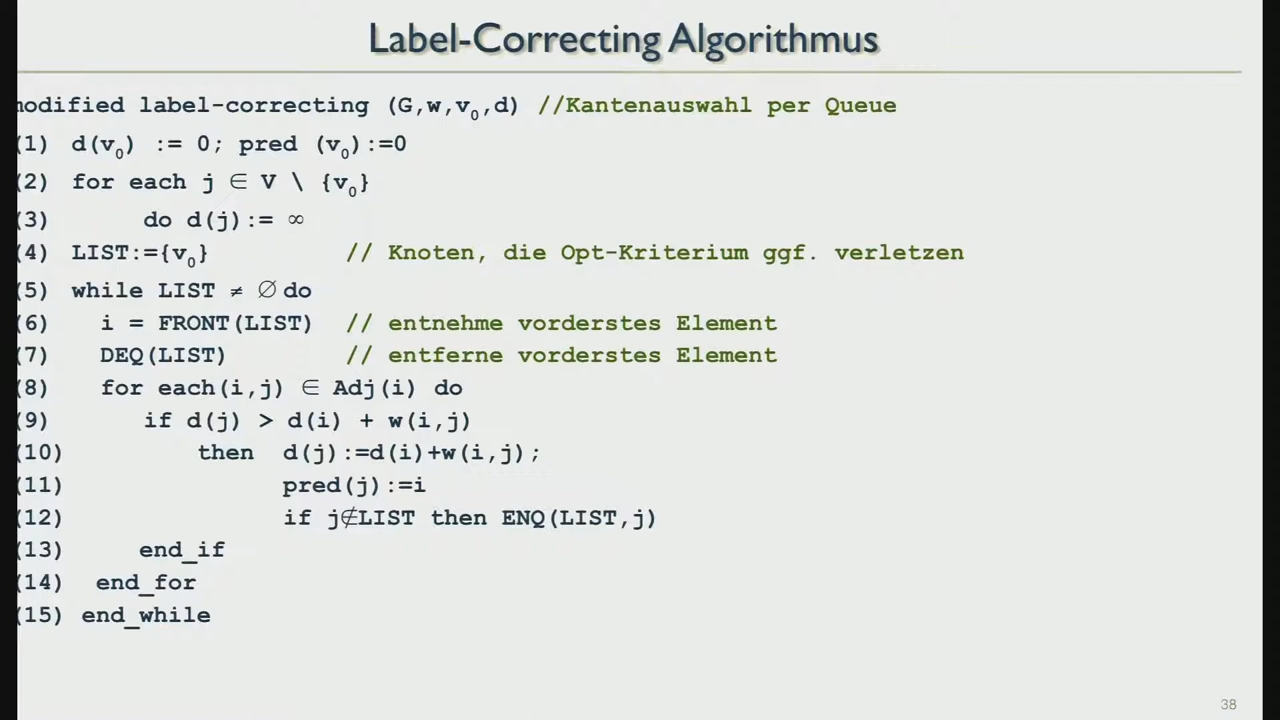 Label-Correcting Algorithmus
modified label-correcting (G,w,v₀,d) //Kantenauswahl per Queue
(1) d(v₀) := 0; pred (v₀):=0
(2) for each j ∈ V \ {v₀}
(3) do d(j):= ∞
(4) LIST:={v₀} // Knoten, die Opt-Kriterium ggf. verletzen
(5) while LIST ≠ ∅ do
(6) i = FRONT(LIST) // entnehme vorderstes Element
(7) DEQ(LIST) // entferne vorderstes Element
(8) for each(i,j) ∈ Adj(i) do
(9) if d(j) > d(i) + w(i,j)
(10) then d(j):=d(i)+w(i,j);
(11) pred(j):=i
(12) if j∉LIST then ENQ(LIST,j)
(13) end_if
(14) end_for
(15) end_while
38